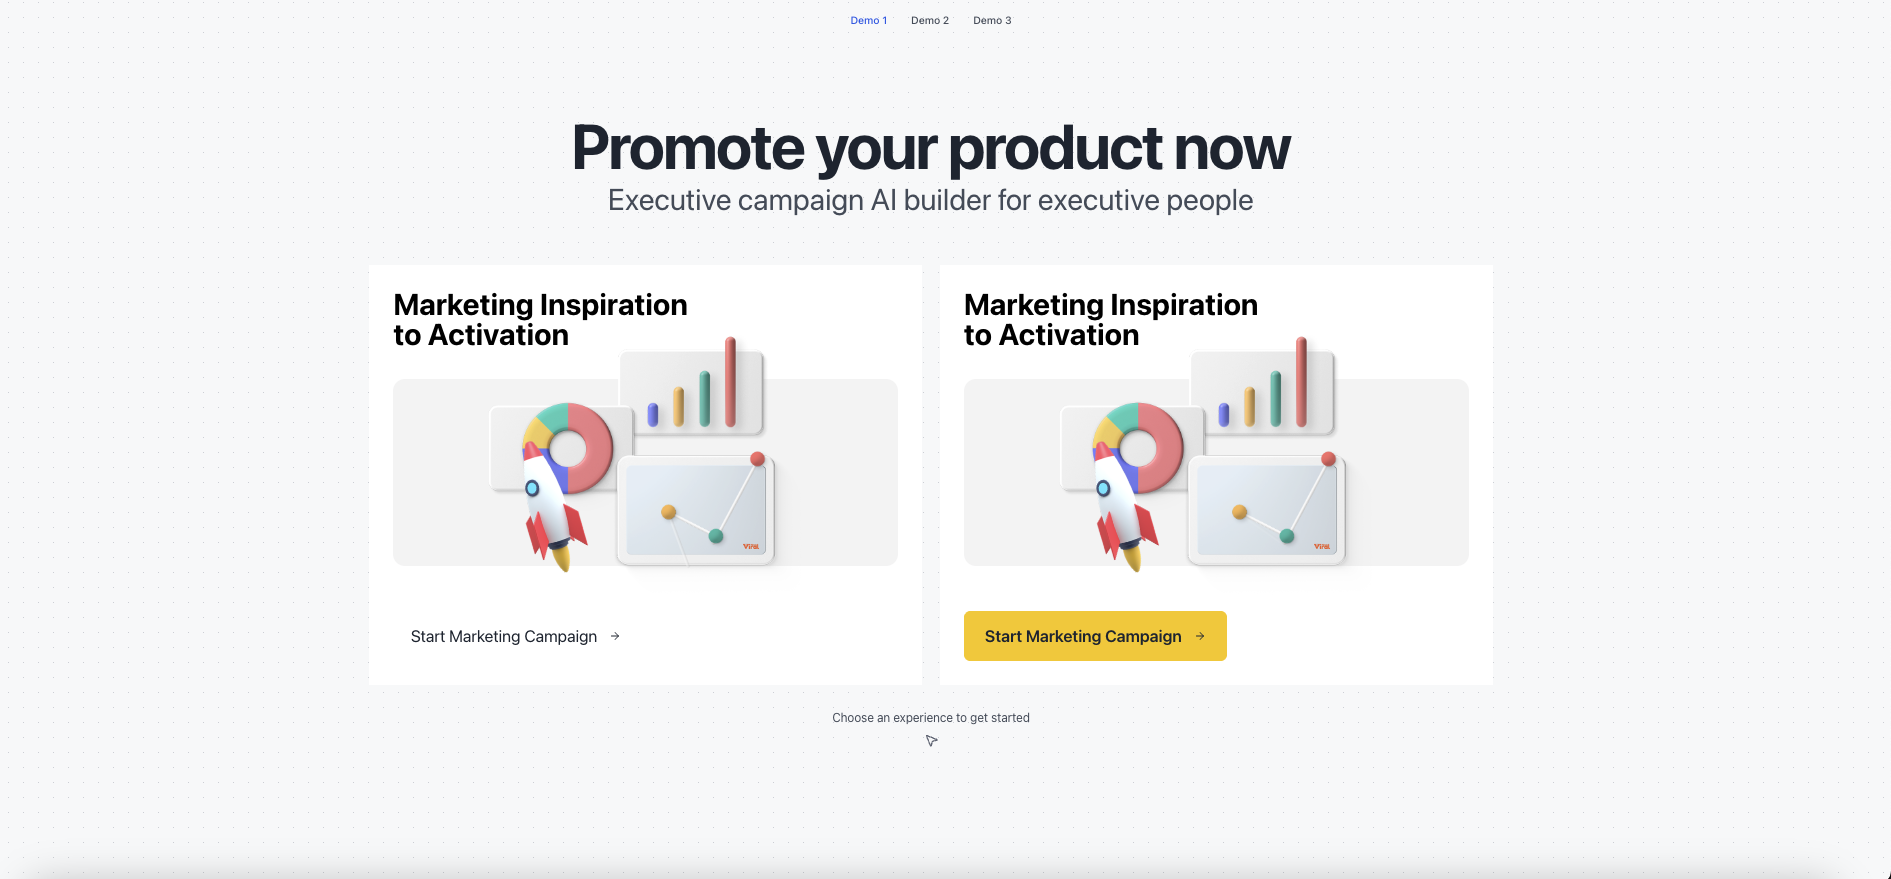 Demo 1 Demo 2 Demo 3
Promote your product now
Executive campaign AI builder for executive people
Marketing Inspiration
to Activation
Viral
Start Marketing Campaign →
Marketing Inspiration
to Activation
Viral
Start Marketing Campaign →
Choose an experience to get started